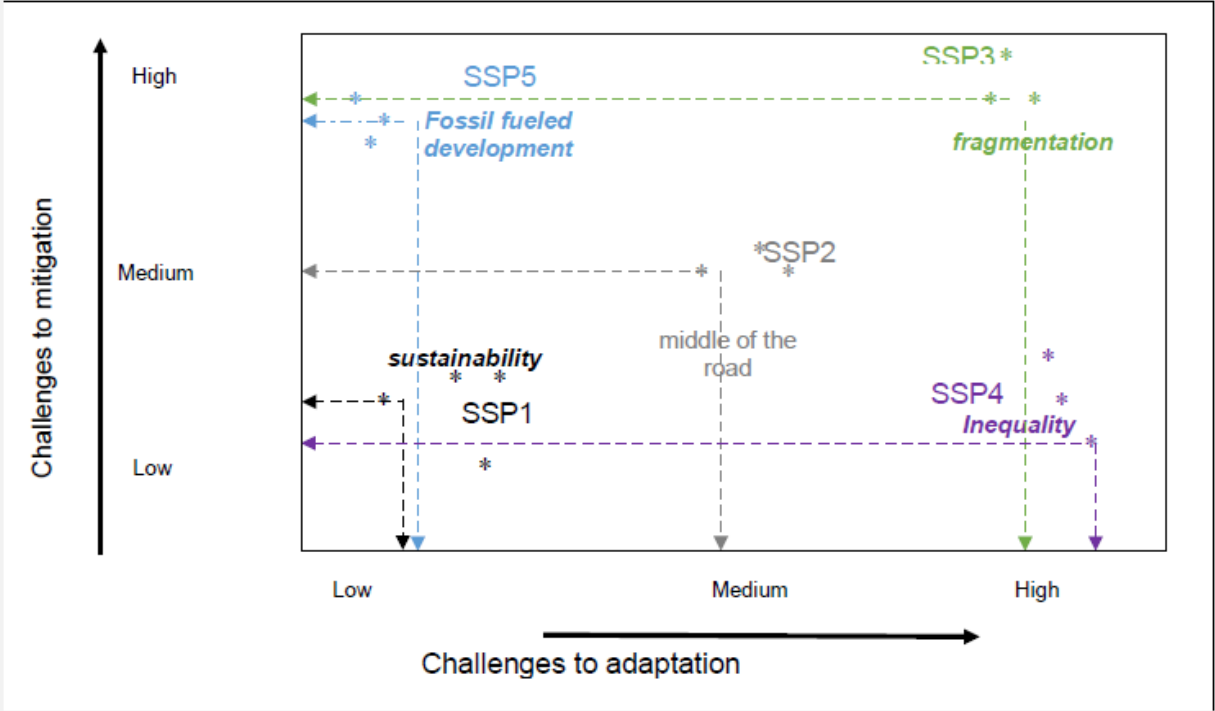 High
SSP5
SSP3
Fossil fueled
development
fragmentation
Challenges to mitigation
Medium
SSP2
middle of the
road
sustainability
SSP1
SSP4
Inequality
Low
Low
Medium
High
Challenges to adaptation